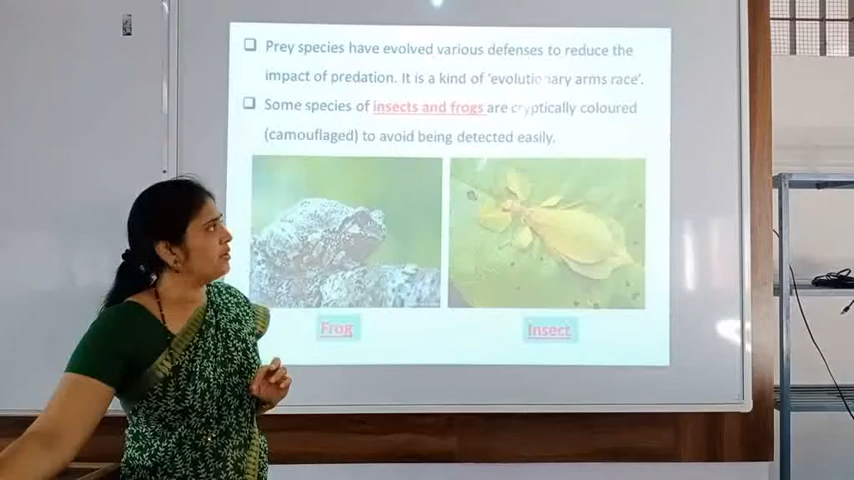 Prey species have evolved various defenses to reduce the
impact of predation. It is a kind of 'evolutionary arms race'.
Some species of insects and frogs are cryptically coloured
(camouflaged) to avoid being detected easily.
Frog
Insect